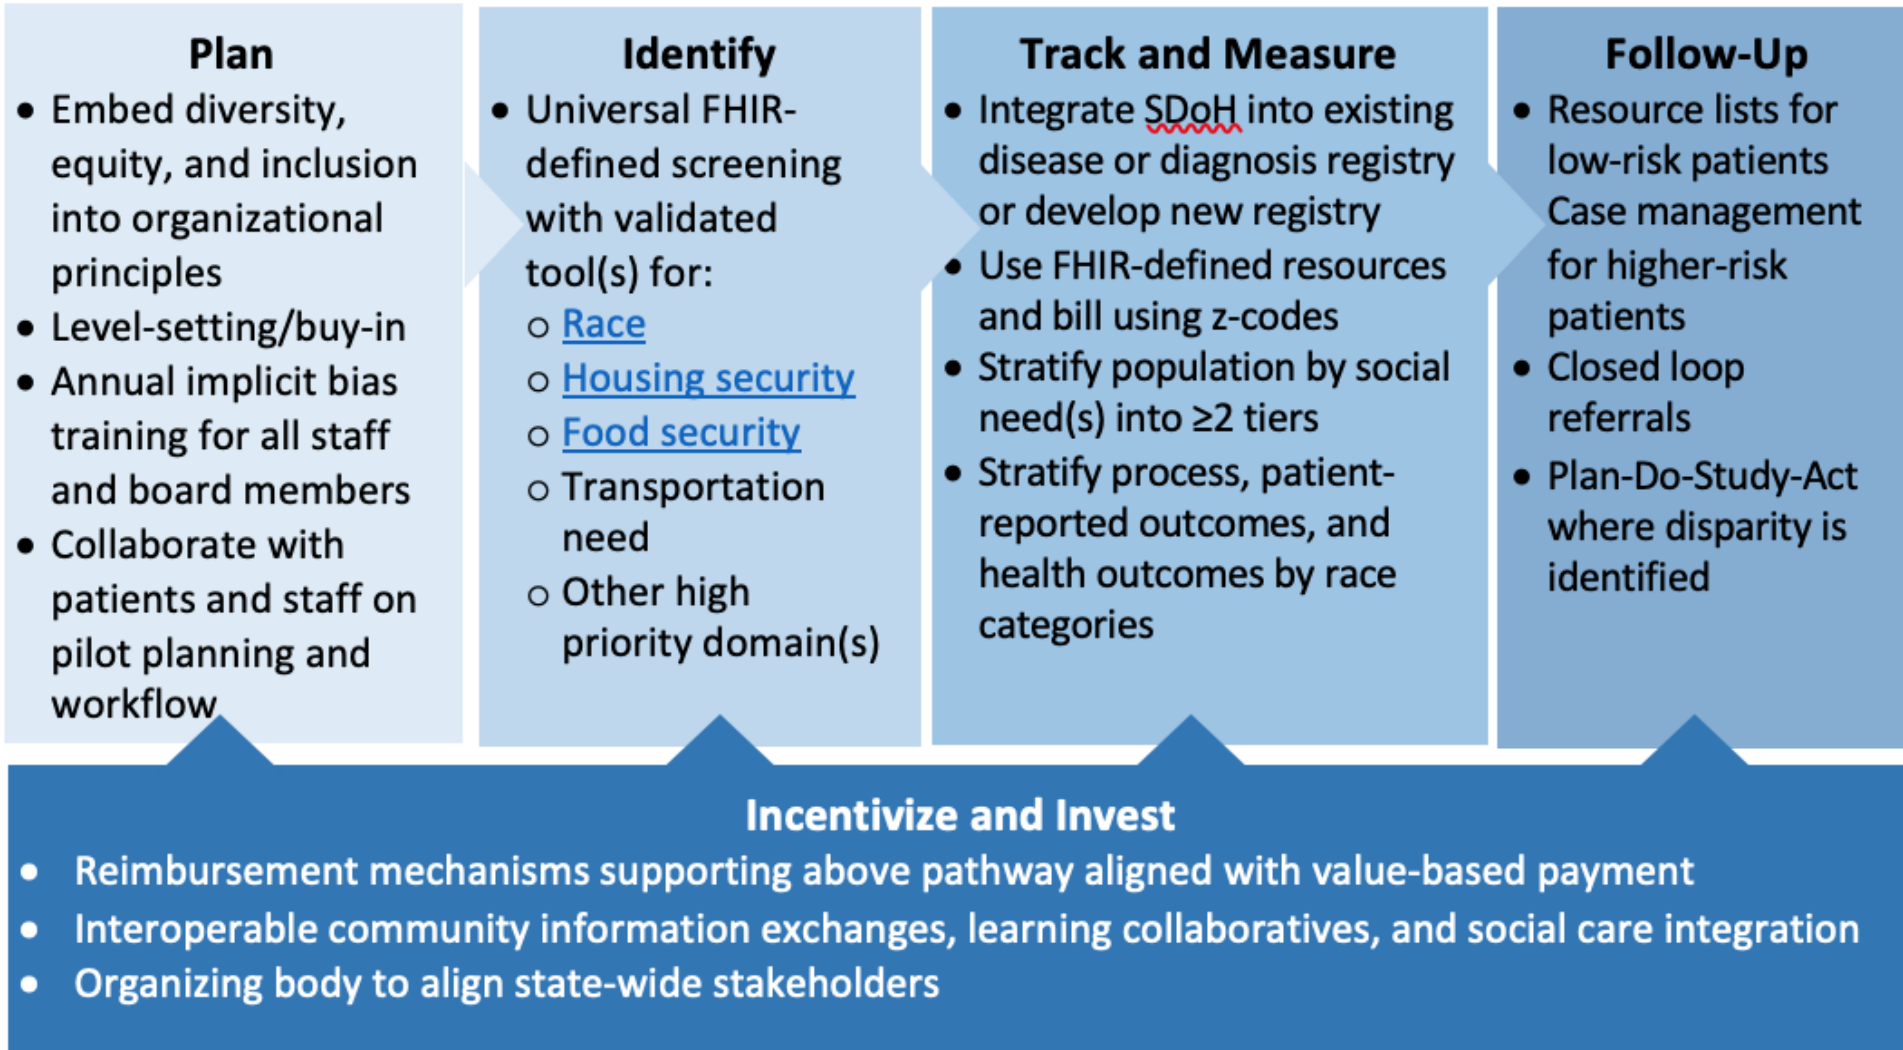 Plan
• Embed diversity,
equity, and inclusion
into organizational
principles
• Level-setting/buy-in
• Annual implicit bias
training for all staff
and board members
• Collaborate with
patients and staff on
pilot planning and
workflow
Identify
• Universal FHIR-
defined screening
with validated
tool(s) for:
o Race
o Housing security
o Food security
o Transportation
need
o Other high
priority domain(s)
Track and Measure
• Integrate SDoH into existing
disease or diagnosis registry
or develop new registry
• Use FHIR-defined resources
and bill using z-codes
• Stratify population by social
need(s) into ≥2 tiers
• Stratify process, patient-
reported outcomes, and
health outcomes by race
categories
Follow-Up
• Resource lists for
low-risk patients
Case management
for higher-risk
patients
• Closed loop
referrals
• Plan-Do-Study-Act
where disparity is
identified
Incentivize and Invest
• Reimbursement mechanisms supporting above pathway aligned with value-based payment
• Interoperable community information exchanges, learning collaboratives, and social care integration
• Organizing body to align state-wide stakeholders